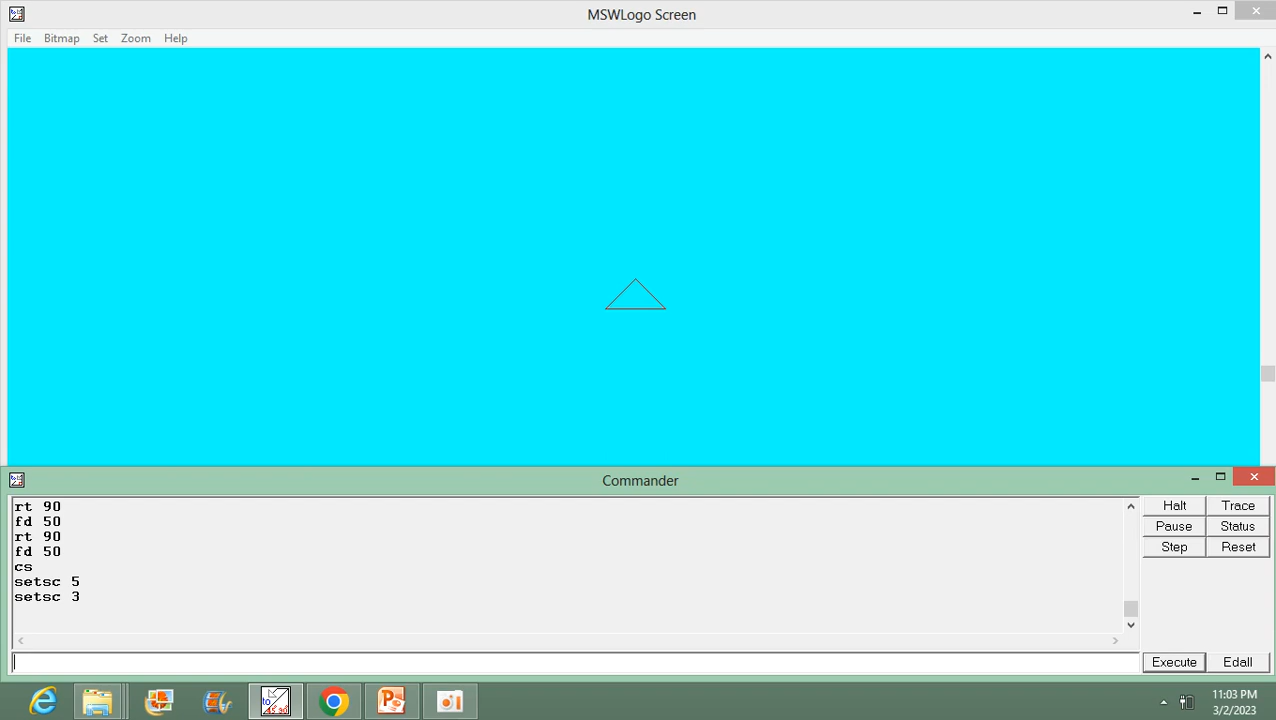 MSWLogo Screen
File Bitmap Set Zoom Help
Commander
rt 90
fd 50
rt 90
fd 50
cs
setsc 5
setsc 3
Halt Trace
Pause Status
Step Reset
Execute Edall
11:03 PM
3/2/2023